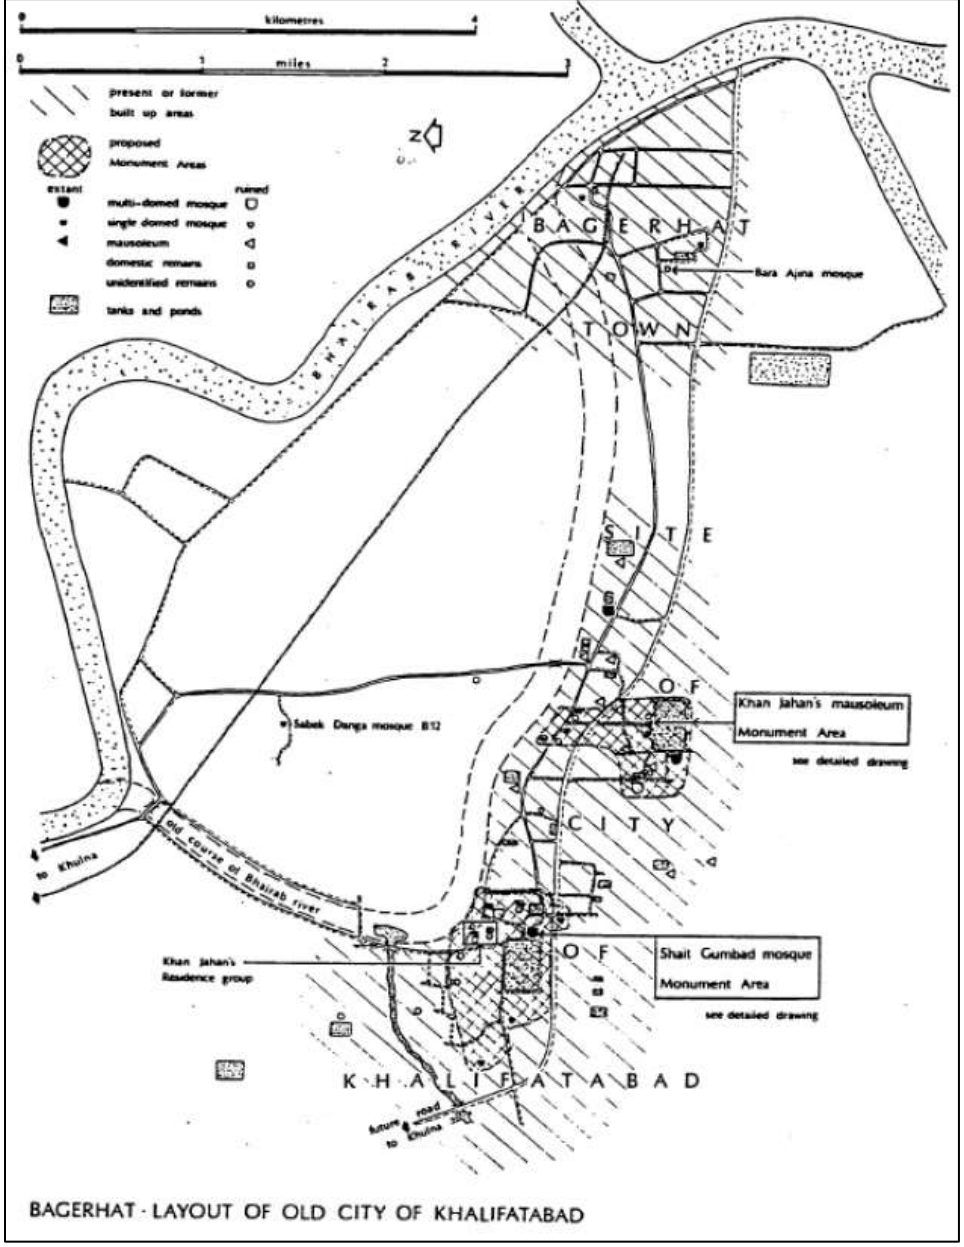 0 kilometres 4
0 1 miles 2 3
present or former
built up areas
proposed
Monument Areas
extant ruined
multi-domed mosque
single domed mosque
mausoleum
domestic remains
unidentified remains
tanks and ponds
N
BHAIRAB RIVER
BAGERHAT
Bara Ajina mosque
TOWN
SITE
OF
Khan Jahan's mausoleum
Monument Area
see detailed drawing
Sabek Danga mosque B12
CITY
to Khulna
old course of Bhairab river
Khan Jahan's
Residence group
OF
Shait Gumbad mosque
Monument Area
see detailed drawing
KHALIFATABAD
future road
to Khulna
BAGERHAT · LAYOUT OF OLD CITY OF KHALIFATABAD